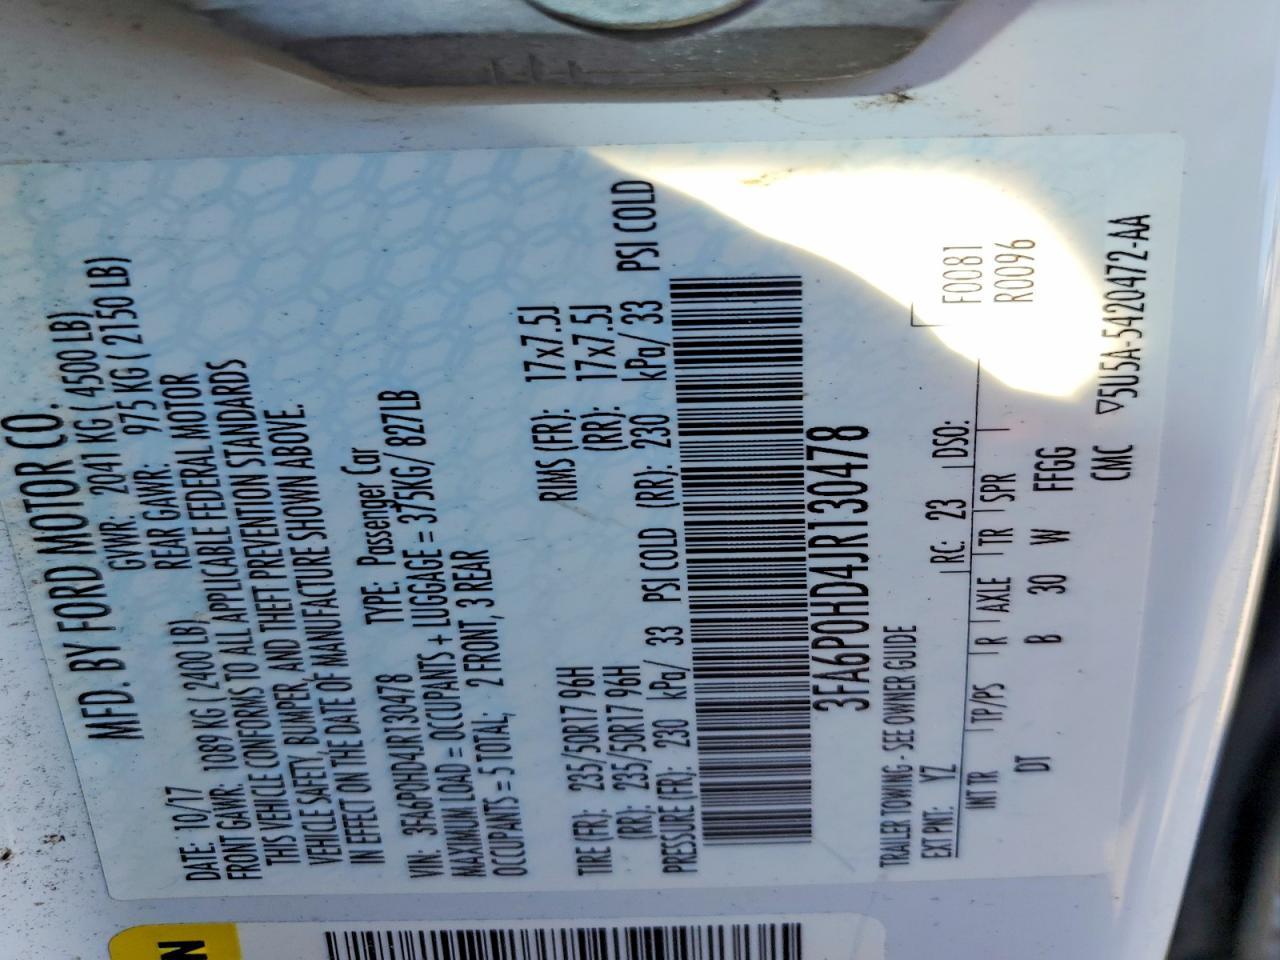 MFD. BY FORD MOTOR CO.
DATE: 10/17 GVWR: 2041 KG ( 4500 LB)
FRONT GAWR: 1089 KG ( 2400 LB) REAR GAWR: 975 KG ( 2150 LB)
THIS VEHICLE CONFORMS TO ALL APPLICABLE FEDERAL MOTOR
VEHICLE SAFETY, BUMPER, AND THEFT PREVENTION STANDARDS
IN EFFECT ON THE DATE OF MANUFACTURE SHOWN ABOVE.
VIN: 3FA6P0HD4JR130478 TYPE: Passenger Car
MAXIMUM LOAD = OCCUPANTS + LUGGAGE = 375KG/ 827LB
OCCUPANTS = 5 TOTAL; 2 FRONT, 3 REAR
TIRE (FR): 235/50R17 96H RIMS (FR): 17x7.5J
(RR): 235/50R17 96H (RR): 17x7.5J
PRESSURE (FR): 230 kPa/ 33 PSI COLD (RR): 230 kPa/ 33 PSI COLD
3FA6P0HD4JR130478
TRAILER TOWING - SEE OWNER GUIDE
EXT PNT: YZ RC: 23 DSO: F0081
INT TR TP/PS R AXLE TR SPR R0096
DT B 30 W FFGG
CMC ▽5U5A-5420472-AA
N